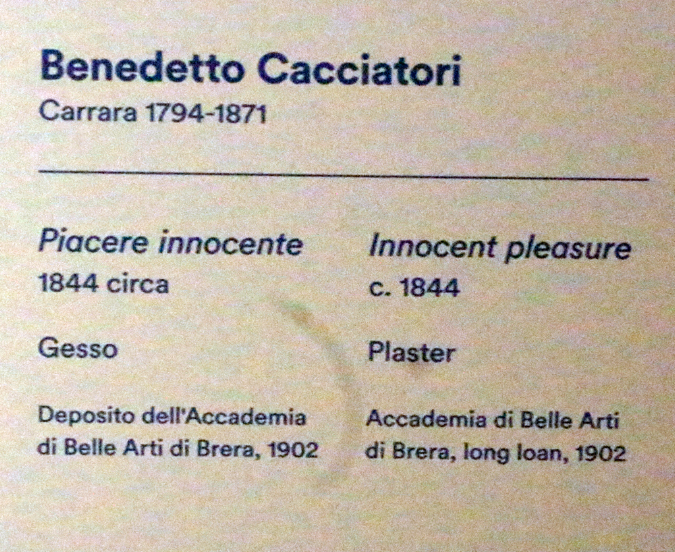 Benedetto Cacciatori
Carrara 1794-1871
Piacere innocente
1844 circa
Gesso
Deposito dell'Accademia
di Belle Arti di Brera, 1902
Innocent pleasure
c. 1844
Plaster
Accademia di Belle Arti
di Brera, long loan, 1902